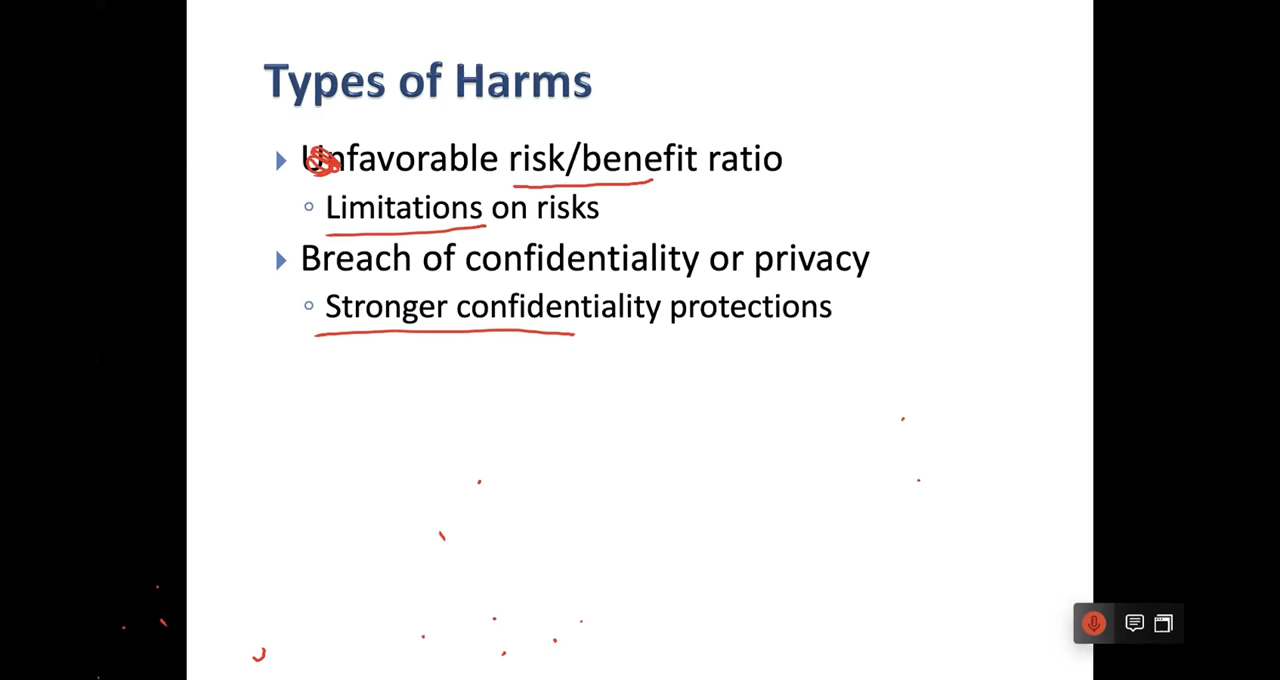 Types of Harms
Unfavorable risk/benefit ratio
Limitations on risks
Breach of confidentiality or privacy
Stronger confidentiality protections